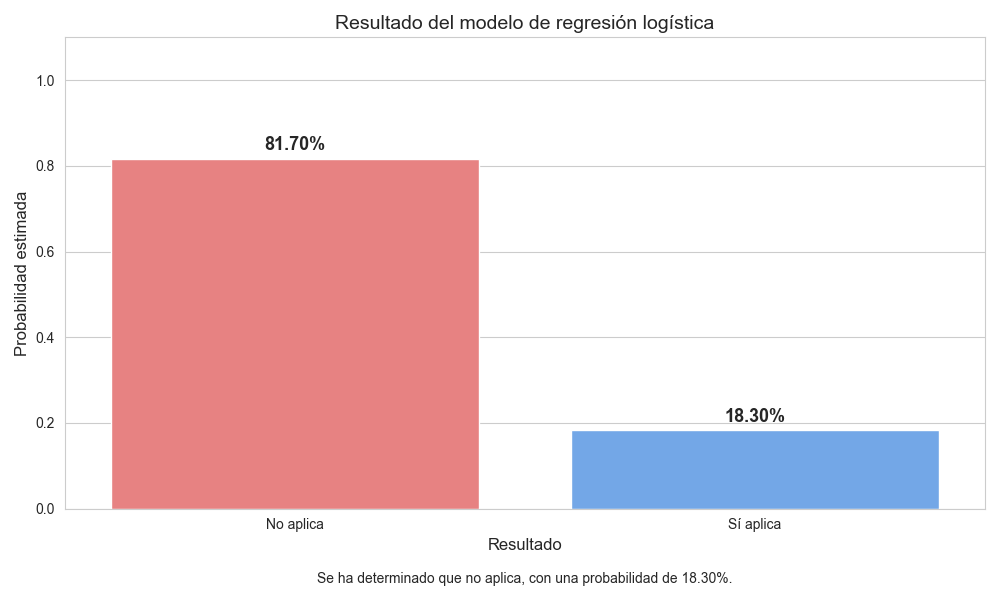 Resultado del modelo de regresión logística
Probabilidad estimada
1.0
0.8
0.6
0.4
0.2
0.0
81.70%
18.30%
No aplica
Sí aplica
Resultado
Se ha determinado que no aplica, con una probabilidad de 18.30%.